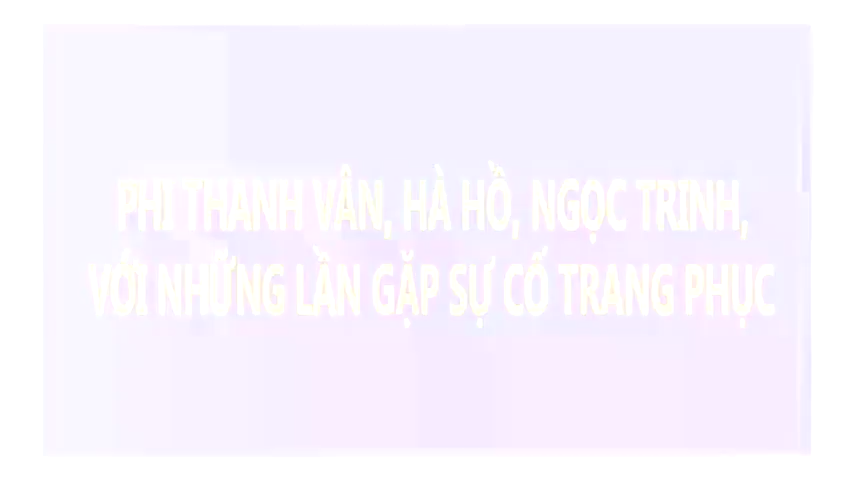 PHI THANH VÂN, HÀ HỒ, NGỌC TRINH,
VỚI NHỮNG LẦN GẶP SỰ CỐ TRANG PHỤC